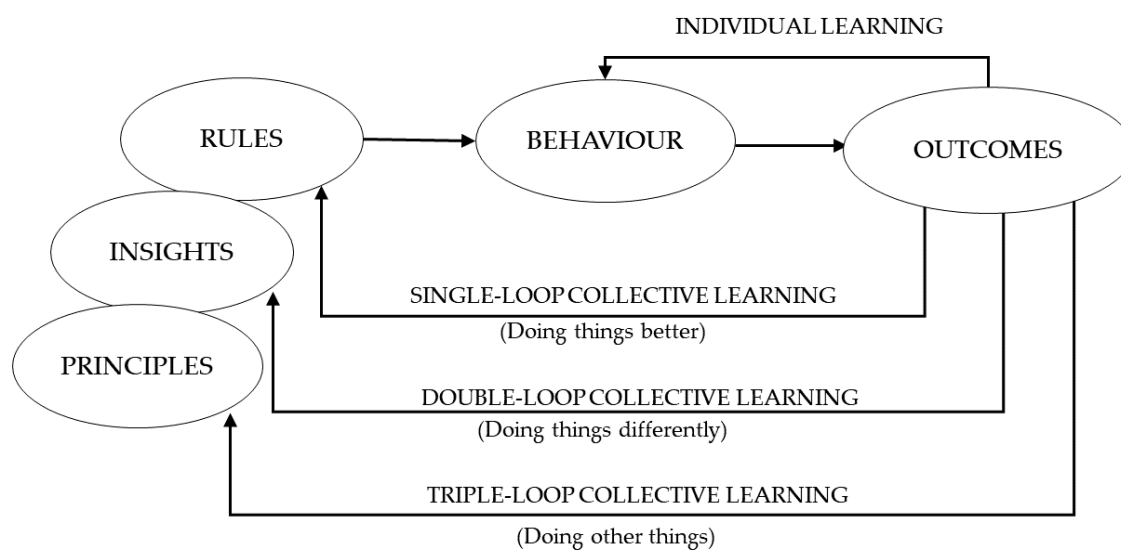 INDIVIDUAL LEARNING
RULES
BEHAVIOUR
OUTCOMES
INSIGHTS
SINGLE-LOOP COLLECTIVE LEARNING
(Doing things better)
PRINCIPLES
DOUBLE-LOOP COLLECTIVE LEARNING
(Doing things differently)
TRIPLE-LOOP COLLECTIVE LEARNING
(Doing other things)